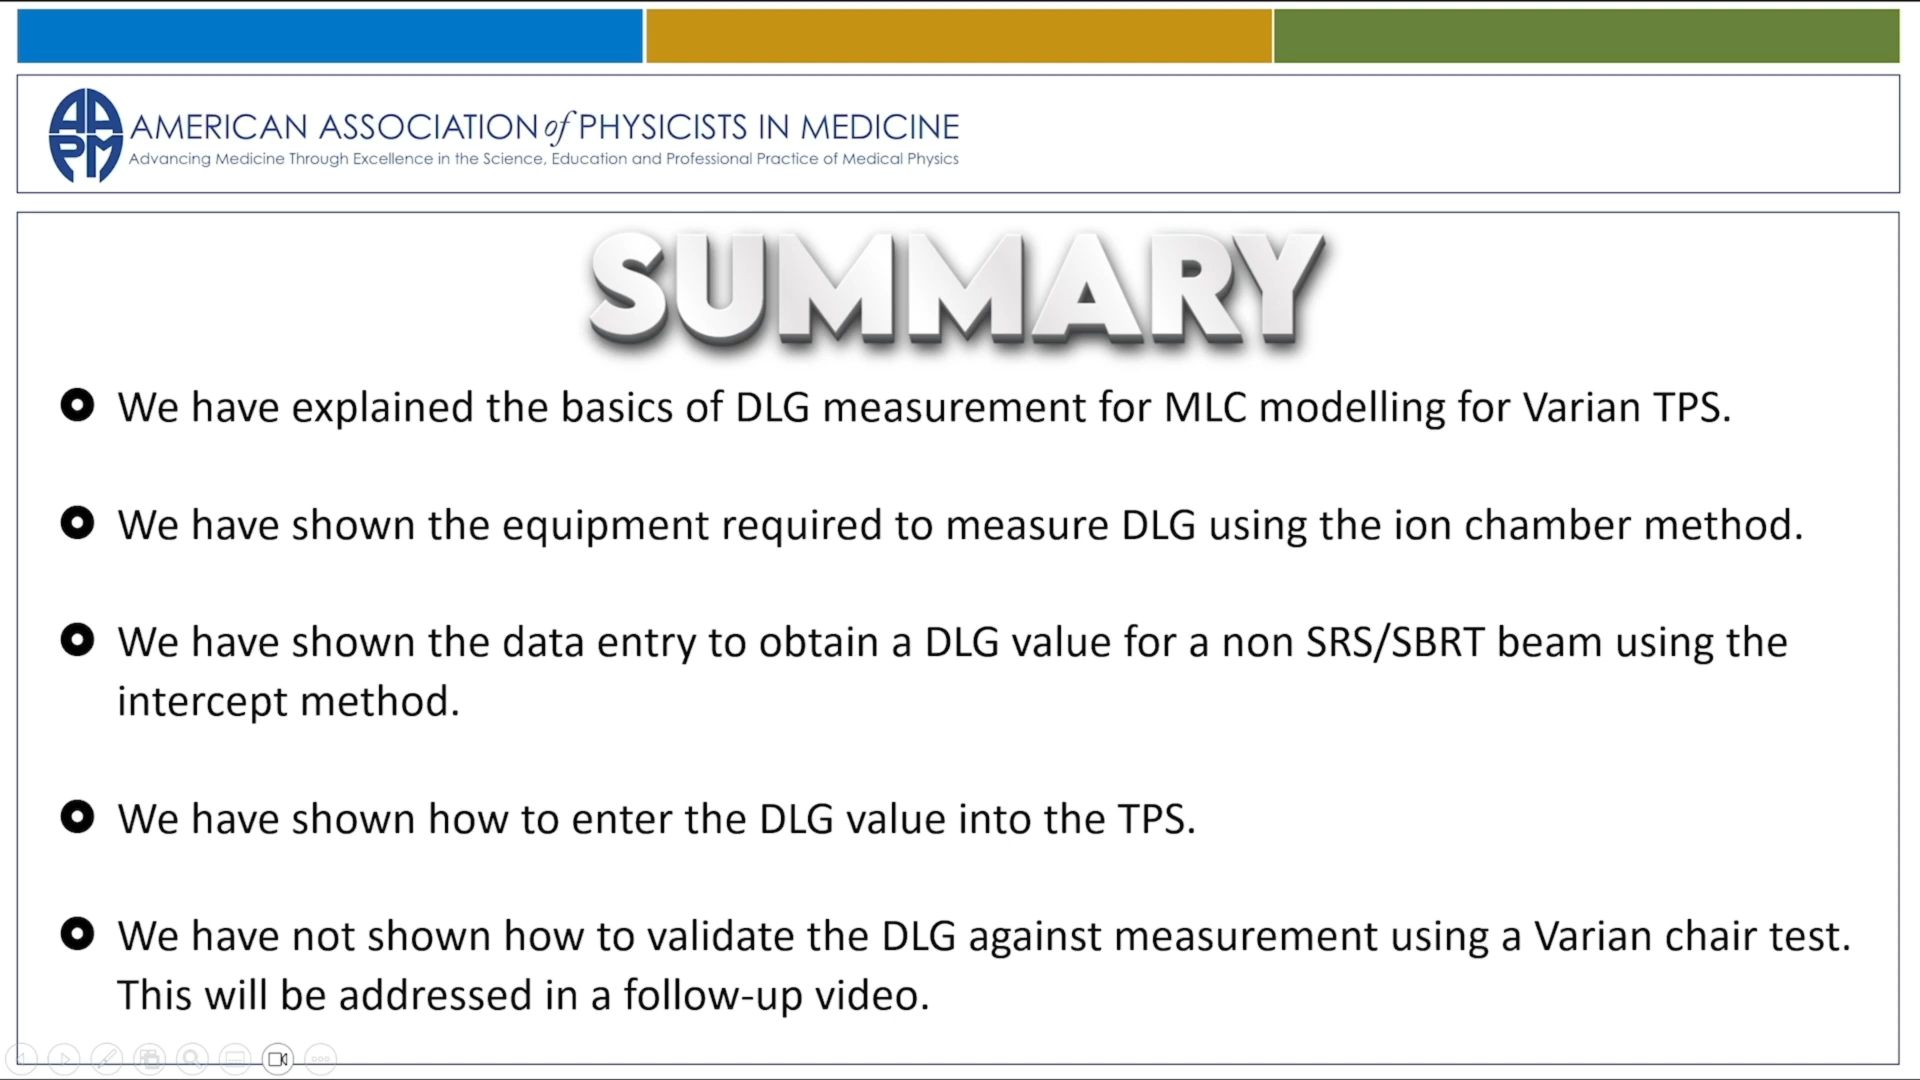 AAPM
AMERICAN ASSOCIATION of PHYSICISTS IN MEDICINE
Advancing Medicine Through Excellence in the Science, Education and Professional Practice of Medical Physics
SUMMARY
We have explained the basics of DLG measurement for MLC modelling for Varian TPS.
We have shown the equipment required to measure DLG using the ion chamber method.
We have shown the data entry to obtain a DLG value for a non SRS/SBRT beam using the
intercept method.
We have shown how to enter the DLG value into the TPS.
We have not shown how to validate the DLG against measurement using a Varian chair test.
This will be addressed in a follow-up video.